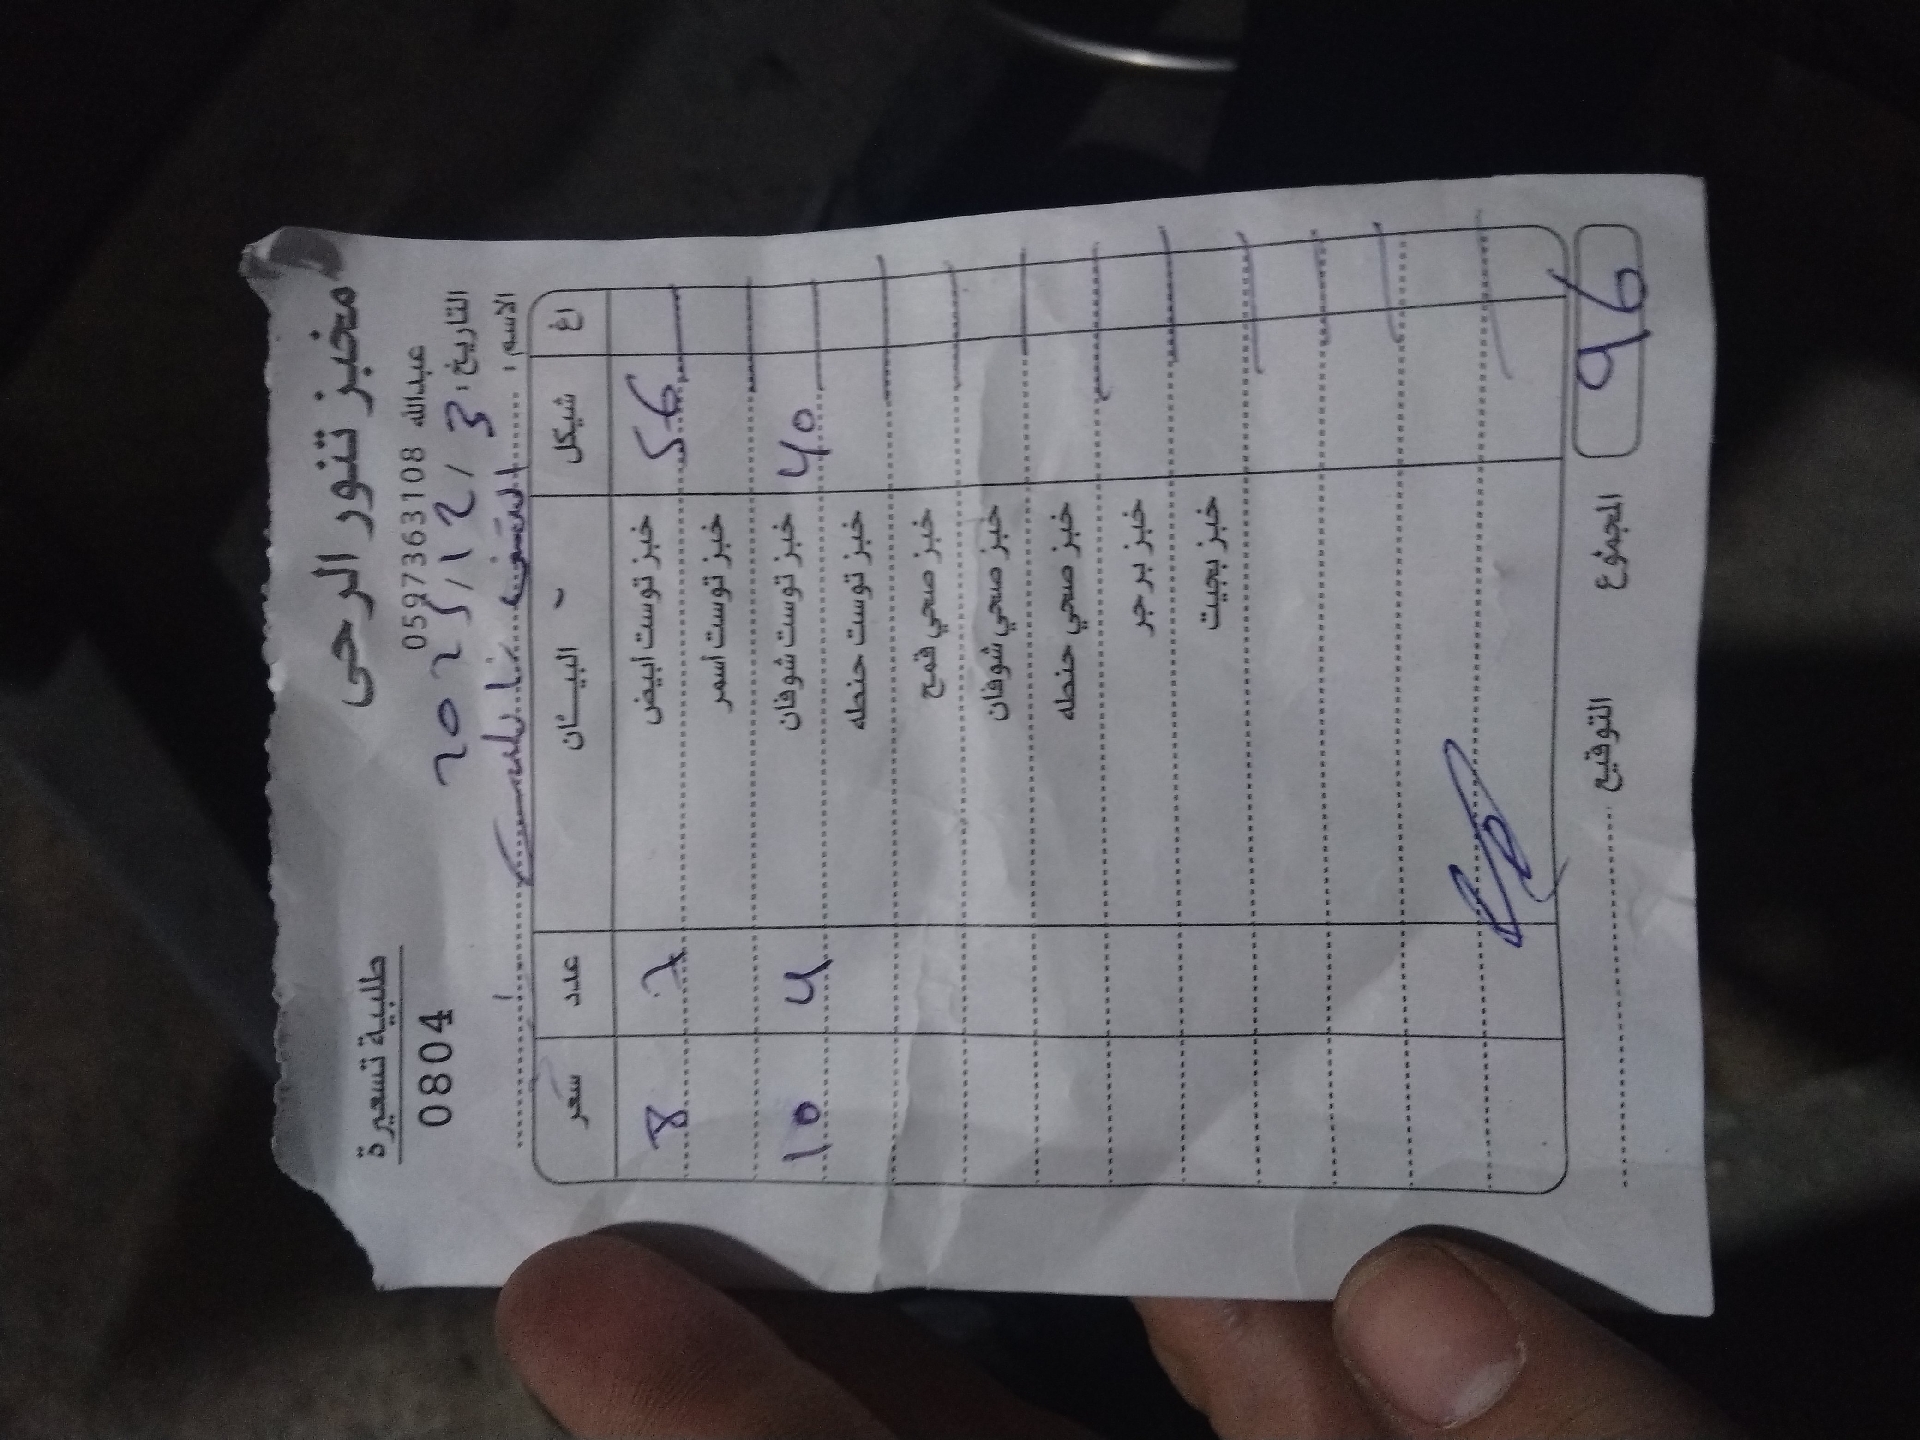 مخبز تنور الرحى
طلبية تسعيرة
عبدالله 0597363108
0804
التاريخ: 2025/12/3
الاسم:
سعر عدد البيـــان شيكل اغ
8 7 خبز توست ابيض 56
خبز توست اسمر
10 4 خبز توست شوفان 40
خبز توست حنطه
خبز صحي قمح
خبز صحي شوفان
خبز صحي حنطه
خبز برجر
خبز بجيت
المجموع 96
التوقيع